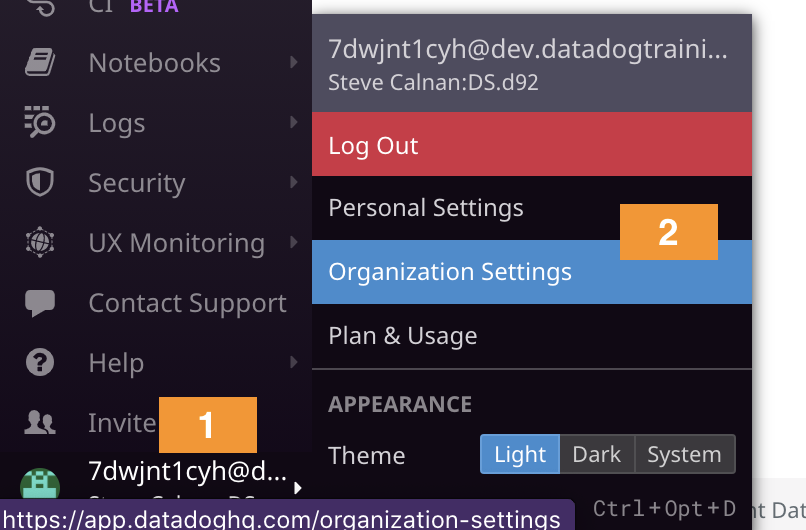 CI BETA
Notebooks
Logs
Security
UX Monitoring
Contact Support
Help
Invite
1
7dwjnt1cyh@d...
https://app.datadoghq.com/organization-settings
7dwjnt1cyh@dev.datadogtraini...
Steve Calnan:DS.d92
Log Out
Personal Settings
2
Organization Settings
Plan & Usage
APPEARANCE
Theme
Light Dark System
Ctrl+Opt+D